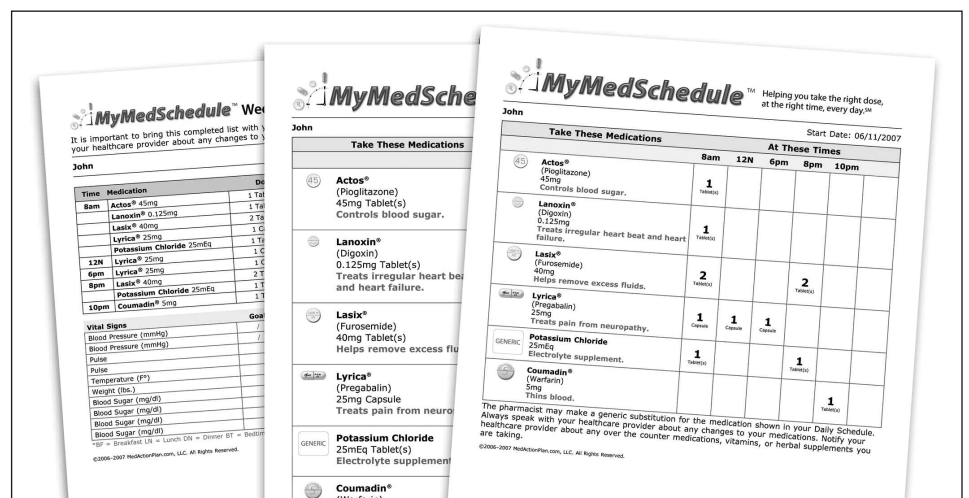 MyMedSchedule™ Wee
It is important to bring this completed list with y
your healthcare provider about any changes to y
John
Time Medication Do
8am Actos® 45mg 1 Tab
Lanoxin® 0.125mg 1 Tal
Lasix® 40mg 2 Ta
Lyrica® 25mg 1 Ca
Potassium Chloride 25mEq 1 Ta
12N Lyrica® 25mg 1 C
6pm Lyrica® 25mg 1 C
8pm Lasix® 40mg 2 T
Potassium Chloride 25mEq 1 T
10pm Coumadin® 5mg 1 T
Vital Signs Goa
Blood Pressure (mmHg) /
Blood Pressure (mmHg) /
Pulse
Pulse
Temperature (F°)
Weight (lbs.)
Blood Sugar (mg/dl)
Blood Sugar (mg/dl)
Blood Sugar (mg/dl)
Blood Sugar (mg/dl)
*BF = Breakfast LN = Lunch DN = Dinner BT = Bedtim
©2006-2007 MedActionPlan.com, LLC. All Rights Reserved.
MyMedSche
John
Take These Medications
45 Actos®
(Pioglitazone)
45mg Tablet(s)
Controls blood sugar.
Lanoxin®
(Digoxin)
0.125mg Tablet(s)
Treats irregular heart bea
and heart failure.
Lasix®
(Furosemide)
40mg Tablet(s)
Helps remove excess flu
Lyrica®
(Pregabalin)
25mg Capsule
Treats pain from neuro
GENERIC Potassium Chloride
25mEq Tablet(s)
Electrolyte supplement
Coumadin®
(Warfarin)
MyMedSchedule™ Helping you take the right dose,
at the right time, every day.℠
John
Start Date: 06/11/2007
Take These Medications At These Times
8am 12N 6pm 8pm 10pm
45 Actos®
(Pioglitazone)
45mg
Controls blood sugar.
1
Tablet(s)
Lanoxin®
(Digoxin)
0.125mg
Treats irregular heart beat and heart
failure.
1
Tablet(s)
Lasix®
(Furosemide)
40mg
Helps remove excess fluids.
2 2
Tablet(s) Tablet(s)
Lyrica®
(Pregabalin)
25mg
Treats pain from neuropathy.
1 1 1
Capsule Capsule Capsule
GENERIC Potassium Chloride
25mEq
Electrolyte supplement.
1 1
Tablet(s) Tablet(s)
Coumadin®
(Warfarin)
5mg
Thins blood.
1
Tablet(s)
The pharmacist may make a generic substitution for the medication shown in your Daily Schedule.
Always speak with your healthcare provider about any changes to your medications. Notify your
healthcare provider about any over the counter medications, vitamins, or herbal supplements you
are taking.
©2006-2007 MedActionPlan.com, LLC. All Rights Reserved.